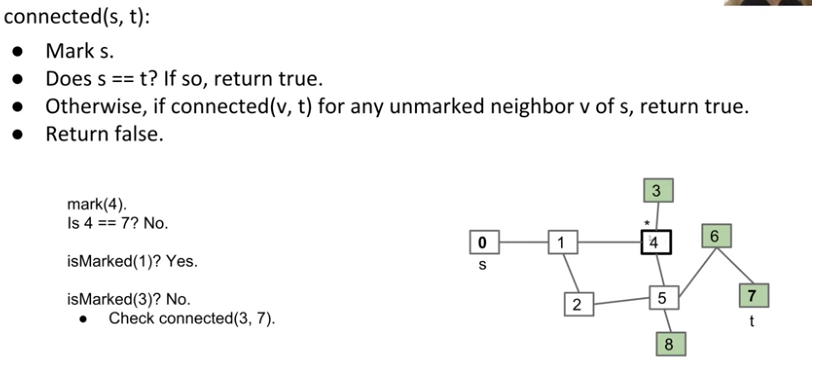 connected(s, t):
● Mark s.
● Does s == t? If so, return true.
● Otherwise, if connected(v, t) for any unmarked neighbor v of s, return true.
● Return false.
mark(4).
Is 4 == 7? No.
isMarked(1)? Yes.
isMarked(3)? No.
● Check connected(3, 7).
3
*
0
1
4
6
s
2
5
7
t
8